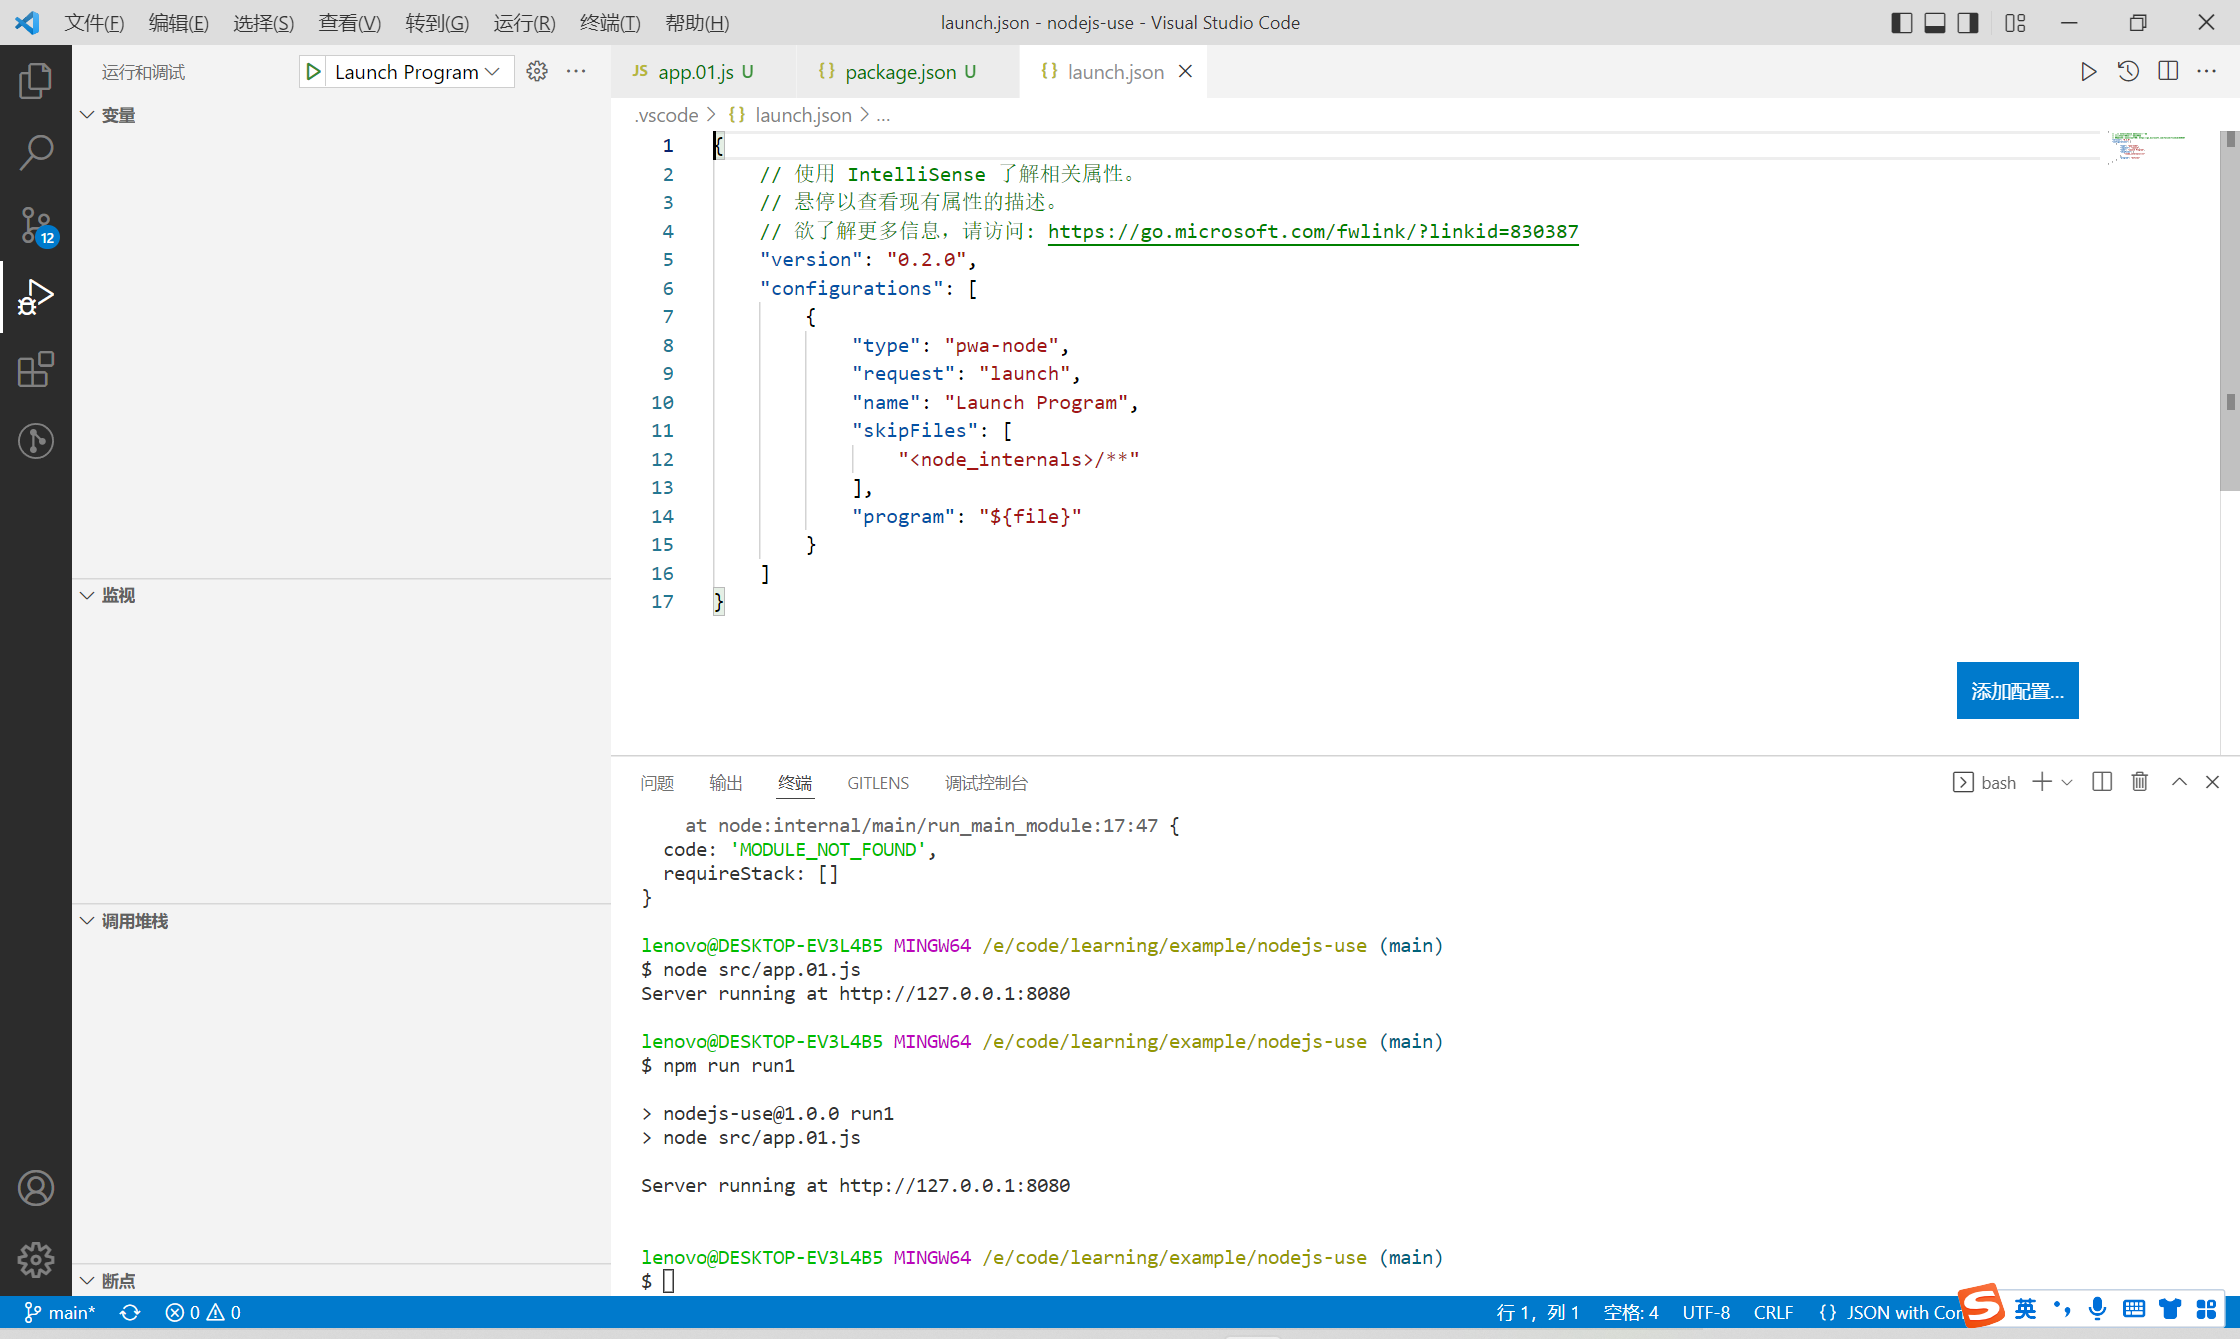 文件(F) 编辑(E) 选择(S) 查看(V) 转到(G) 运行(R) 终端(T) 帮助(H) launch.json - nodejs-use - Visual Studio Code
运行和调试 Launch Program
JS app.01.js U {} package.json U {} launch.json
.vscode > {} launch.json > ...
变量
1 {
2 // 使用 IntelliSense 了解相关属性。
3 // 悬停以查看现有属性的描述。
4 // 欲了解更多信息，请访问: https://go.microsoft.com/fwlink/?linkid=830387
5 "version": "0.2.0",
6 "configurations": [
7 {
8 "type": "pwa-node",
9 "request": "launch",
10 "name": "Launch Program",
11 "skipFiles": [
12 "<node_internals>/**"
13 ],
14 "program": "${file}"
15 }
16 ]
17 }
12
监视
调用堆栈
断点
添加配置...
问题 输出 终端 GITLENS 调试控制台 bash
at node:internal/main/run_main_module:17:47 {
code: 'MODULE_NOT_FOUND',
requireStack: []
}
lenovo@DESKTOP-EV3L4B5 MINGW64 /e/code/learning/example/nodejs-use (main)
$ node src/app.01.js
Server running at http://127.0.0.1:8080
lenovo@DESKTOP-EV3L4B5 MINGW64 /e/code/learning/example/nodejs-use (main)
$ npm run run1
> nodejs-use@1.0.0 run1
> node src/app.01.js
Server running at http://127.0.0.1:8080
lenovo@DESKTOP-EV3L4B5 MINGW64 /e/code/learning/example/nodejs-use (main)
$
main* 0 0 行 1，列 1 空格: 4 UTF-8 CRLF {} JSON with Con 英